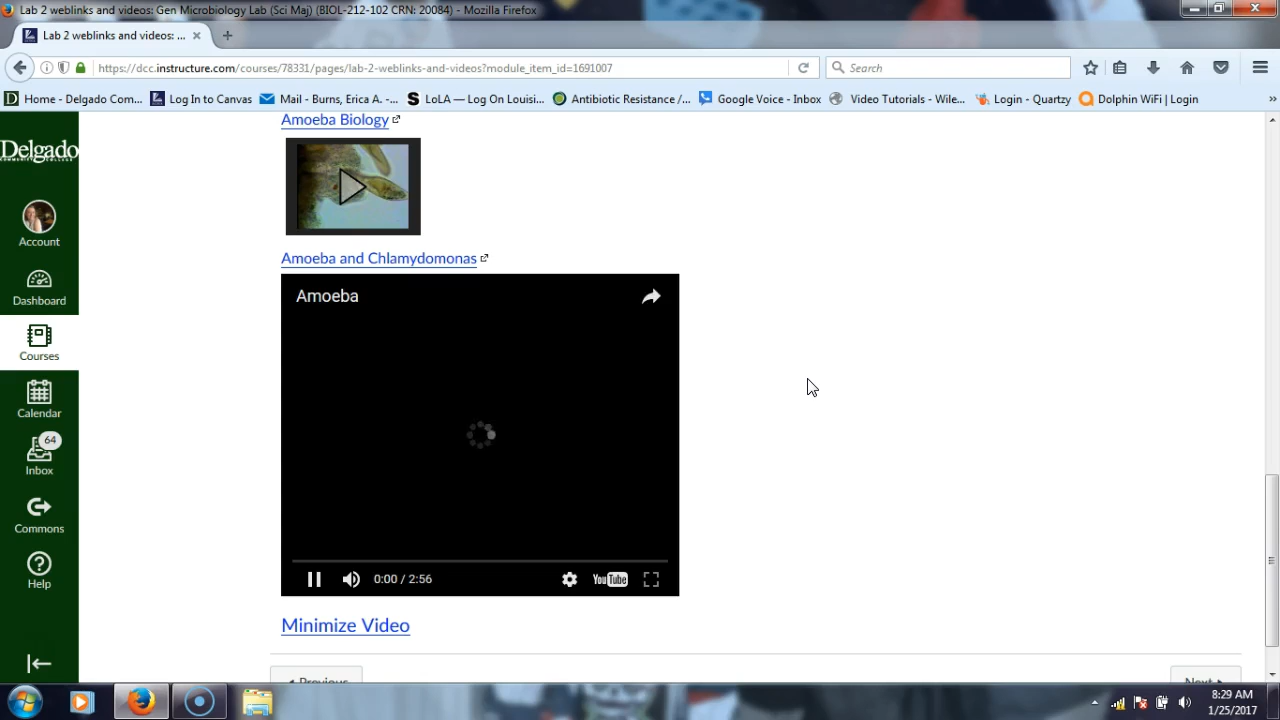 Lab 2 weblinks and videos: Gen Microbiology Lab (Sci Maj) (BIOL-212-102 CRN: 20084) - Mozilla Firefox
Lab 2 weblinks and videos: ...
https://dcc.instructure.com/courses/78331/pages/lab-2-weblinks-and-videos?module_item_id=1691007
Search
Home - Delgado Com... Log In to Canvas Mail - Burns, Erica A. -... LoLA — Log On Louisi... Antibiotic Resistance /... Google Voice - Inbox Video Tutorials - Wile... Login - Quartzy Dolphin WiFi | Login
Delgado
COMMUNITY COLLEGE
Account
Dashboard
Courses
Calendar
64
Inbox
Commons
Help
Amoeba Biology
Amoeba and Chlamydomonas
Amoeba
0:00 / 2:56
YouTube
Minimize Video
Previous
Next
8:29 AM
1/25/2017